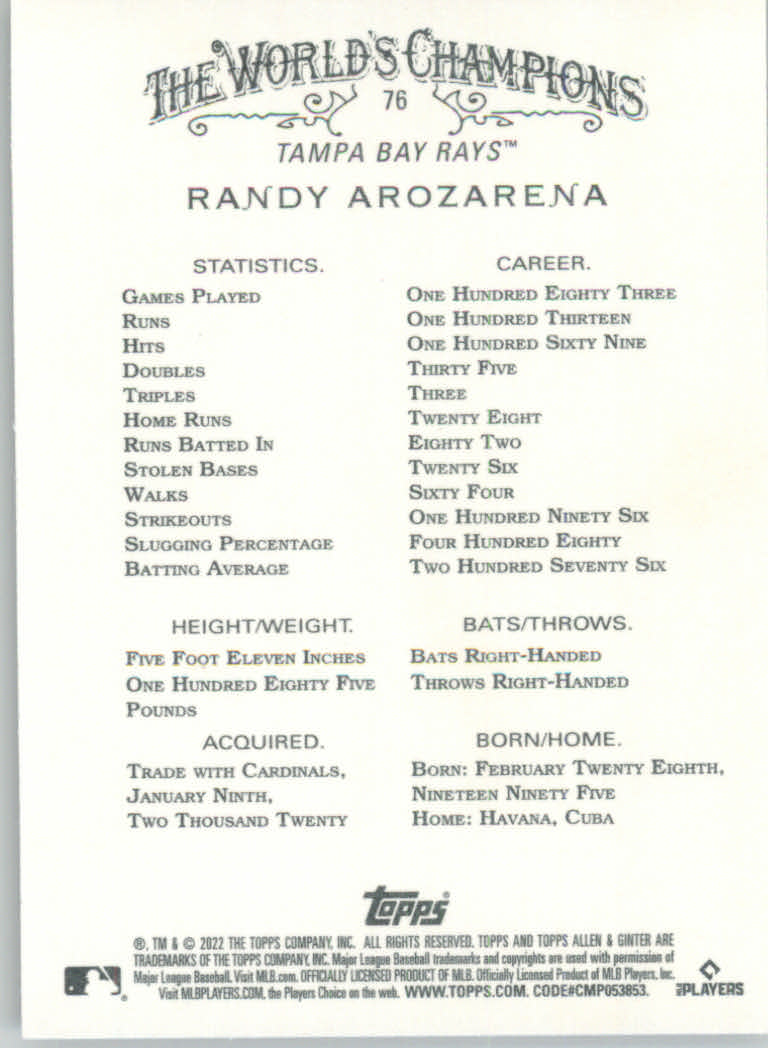 THE WORLD'S CHAMPIONS
76
TAMPA BAY RAYS™
RANDY AROZARENA
STATISTICS. CAREER.
GAMES PLAYED ONE HUNDRED EIGHTY THREE
RUNS ONE HUNDRED THIRTEEN
HITS ONE HUNDRED SIXTY NINE
DOUBLES THIRTY FIVE
TRIPLES THREE
HOME RUNS TWENTY EIGHT
RUNS BATTED IN EIGHTY TWO
STOLEN BASES TWENTY SIX
WALKS SIXTY FOUR
STRIKEOUTS ONE HUNDRED NINETY SIX
SLUGGING PERCENTAGE FOUR HUNDRED EIGHTY
BATTING AVERAGE TWO HUNDRED SEVENTY SIX
HEIGHT/WEIGHT.
FIVE FOOT ELEVEN INCHES
ONE HUNDRED EIGHTY FIVE
POUNDS
BATS/THROWS.
BATS RIGHT-HANDED
THROWS RIGHT-HANDED
ACQUIRED.
TRADE WITH CARDINALS,
JANUARY NINTH,
TWO THOUSAND TWENTY
BORN/HOME.
BORN: FEBRUARY TWENTY EIGHTH,
NINETEEN NINETY FIVE
HOME: HAVANA, CUBA
topps®
®, TM & © 2022 THE TOPPS COMPANY, INC. ALL RIGHTS RESERVED. TOPPS AND TOPPS ALLEN & GINTER ARE
TRADEMARKS OF THE TOPPS COMPANY, INC. Major League Baseball trademarks and copyrights are used with permission of
Major League Baseball. Visit MLB.com. OFFICIALLY LICENSED PRODUCT OF MLB. Officially Licensed Product of MLB Players, Inc.
Visit MLBPLAYERS.COM, the Players Choice on the web. WWW.TOPPS.COM. CODE#CMP053853.
MLB PLAYERS